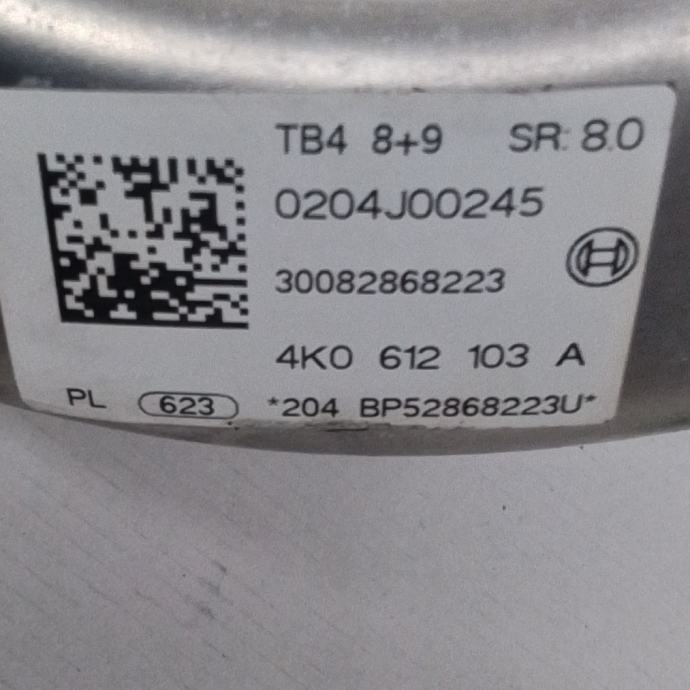 TB4 8+9 SR: 8.0
0204J00245
30082868223
4K0 612 103 A
PL 623 *204 BP52868223U*